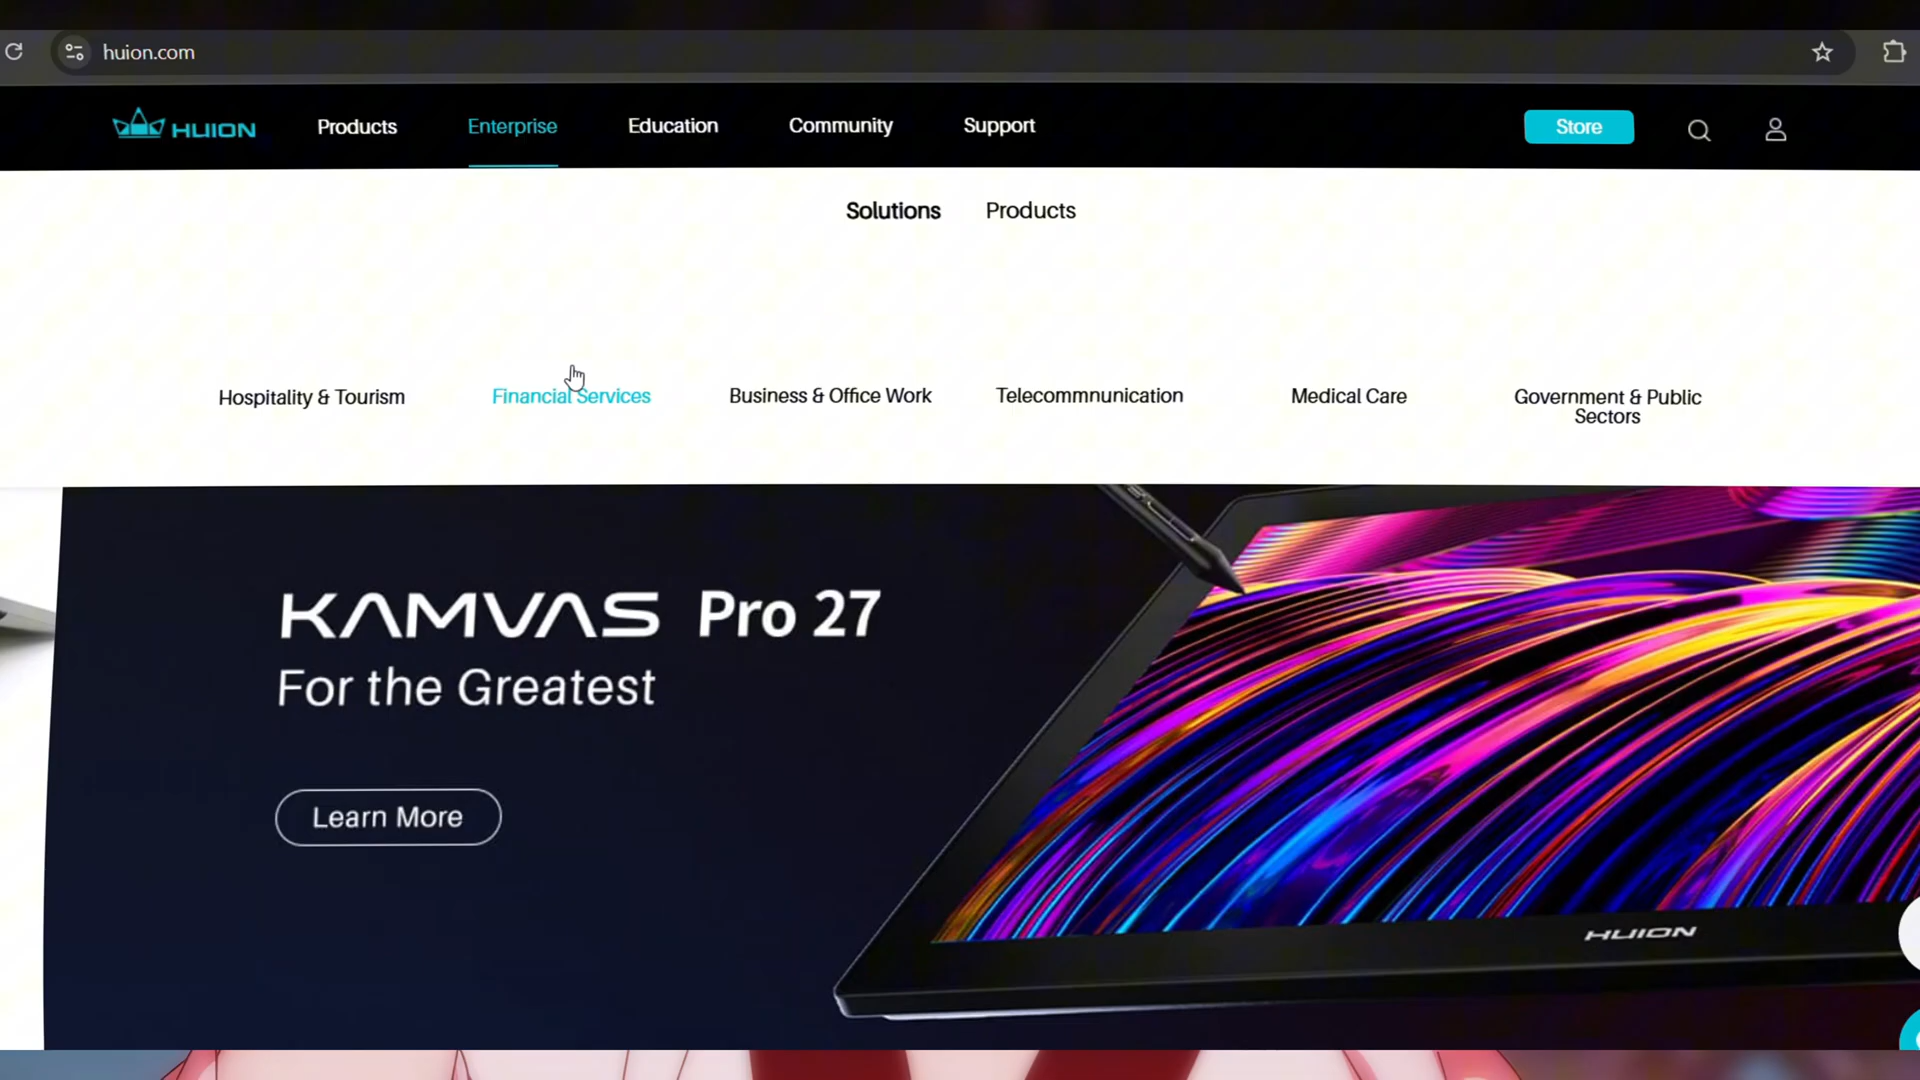 huion.com
HUION
Products
Enterprise
Education
Community
Support
Store
Solutions
Products
Hospitality & Tourism
Financial Services
Business & Office Work
Telecommnunication
Medical Care
Government & Public
Sectors
KAMVAS Pro 27
For the Greatest
Learn More
HUION